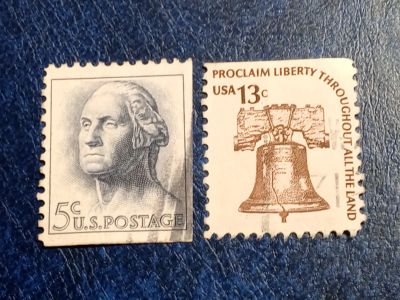 5c
U.S. POSTAGE
PROCLAIM LIBERTY THROUGHOUT ALL THE LAND
USA 13c